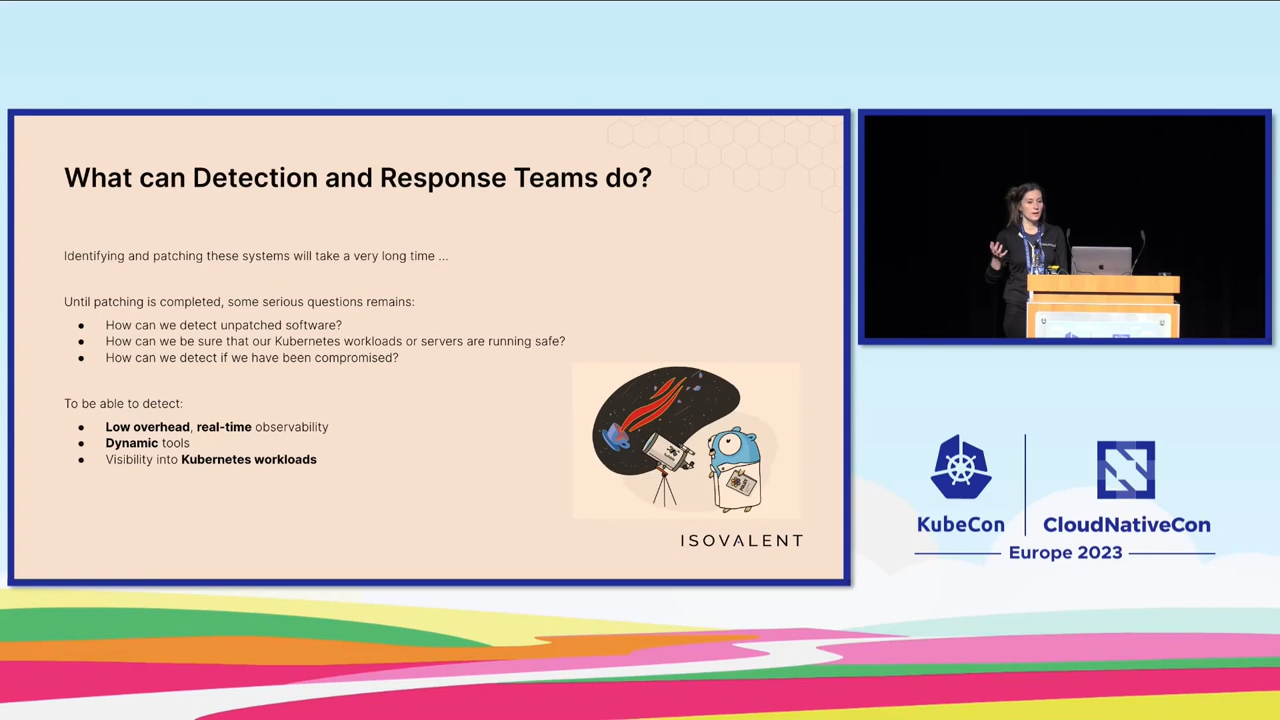 What can Detection and Response Teams do?
Identifying and patching these systems will take a very long time ...
Until patching is completed, some serious questions remains:
● How can we detect unpatched software?
● How can we be sure that our Kubernetes workloads or servers are running safe?
● How can we detect if we have been compromised?
To be able to detect:
● Low overhead, real-time observability
● Dynamic tools
● Visibility into Kubernetes workloads
ISOVALENT
KubeCon
CloudNativeCon
Europe 2023